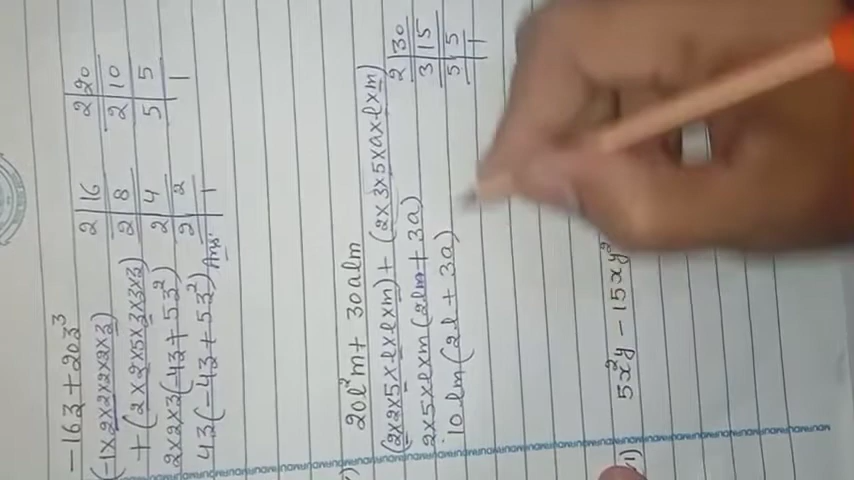 -16z + 20z³
(-1×2×2×2×2×z)
+ (2×2×5×z×z×z)
2×2×z(-4z+5z²)
4z(-4z+5z²) Ans.
2 | 16
2 | 8
2 | 4
2 | 2
1
2 | 20
2 | 10
5 | 5
1
20l²m + 30alm
(2×2×5×l×l×m) + (2×3×5×a×l×m)
2×5×l×m(2lm+3a)
10lm(2l+3a)
2 | 30
3 | 15
5 | 5
1
5x²y - 15xy²